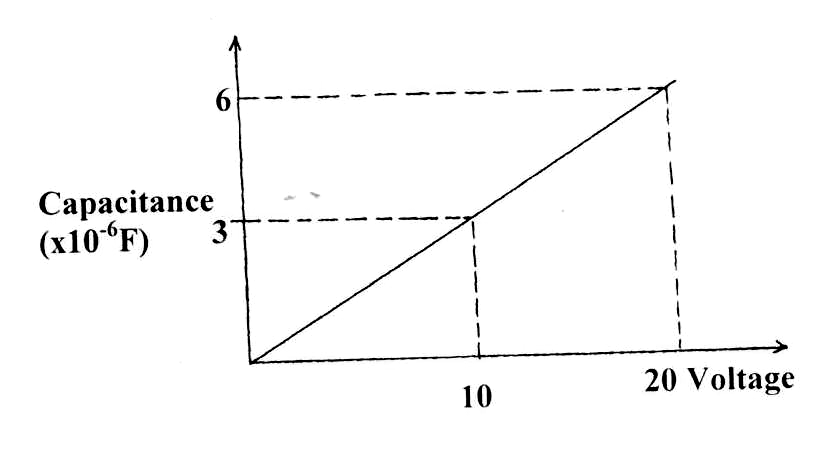 6
Capacitance
(x10⁻⁶F)
3
10
20 Voltage